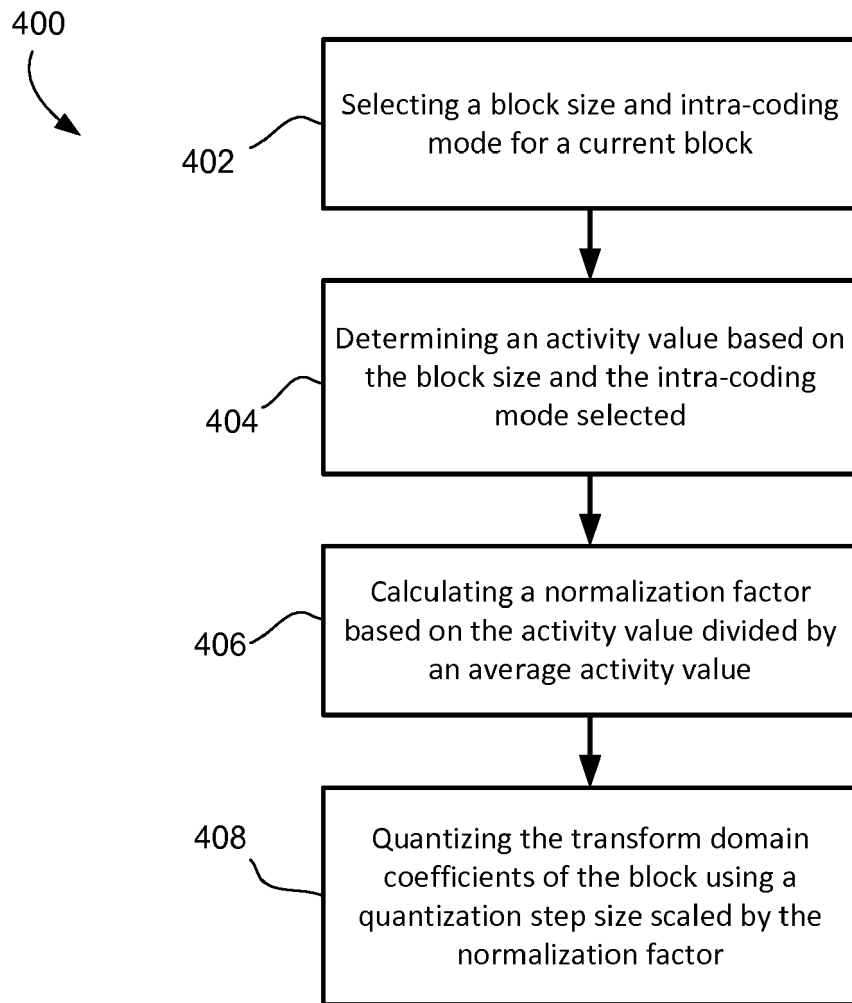 400
Selecting a block size and intra-coding
mode for a current block
402
Determining an activity value based on
the block size and the intra-coding
mode selected
404
Calculating a normalization factor
based on the activity value divided by
an average activity value
406
Quantizing the transform domain
coefficients of the block using a
quantization step size scaled by the
normalization factor
408